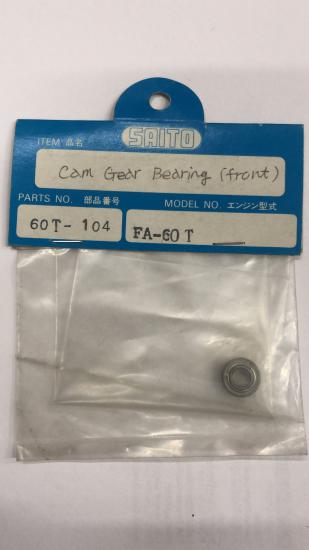 SAITO
ITEM 品名
Cam Gear Bearing (front)
PARTS NO. 部品番号 MODEL NO. エンジン型式
60T-104 FA-60T